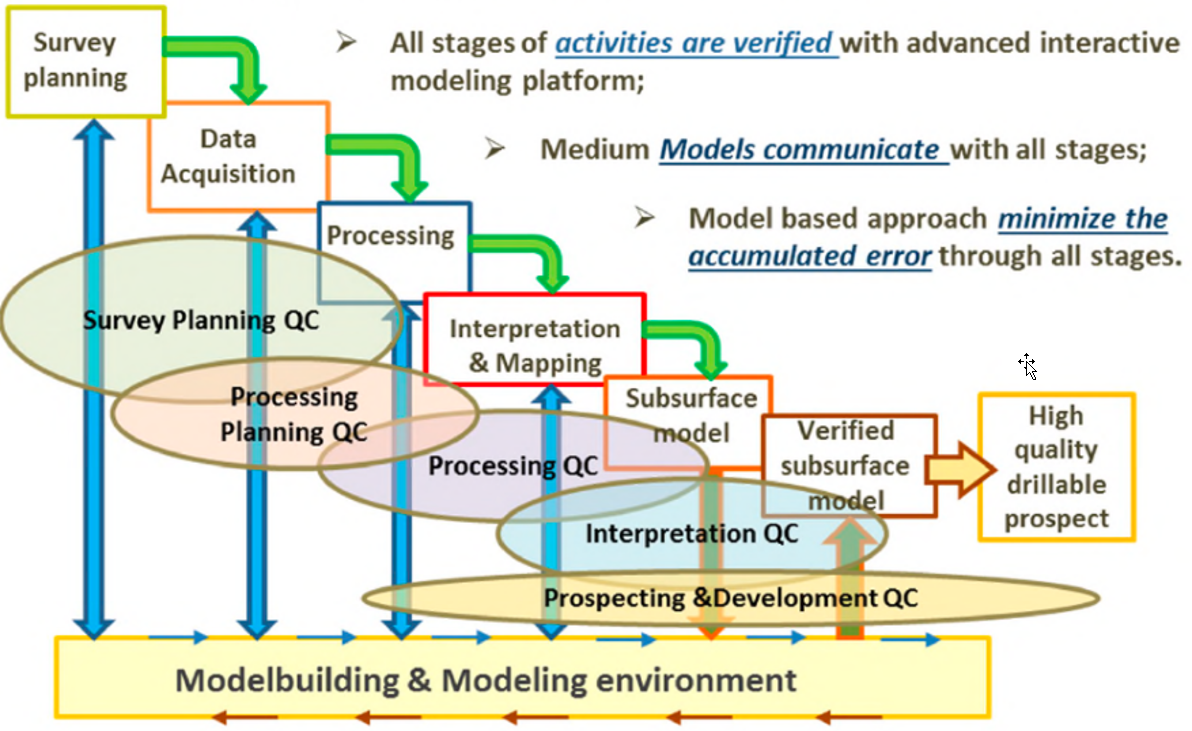 Survey
planning
All stages of activities are verified with advanced interactive
modeling platform;
Data
Acquisition
Medium Models communicate with all stages;
Processing
Model based approach minimize the
accumulated error through all stages.
Survey Planning QC
Interpretation
& Mapping
Processing
Planning QC
Subsurface
model
Verified
subsurface
model
High
quality
drillable
prospect
Processing QC
Interpretation QC
Prospecting &Development QC
Modelbuilding & Modeling environment